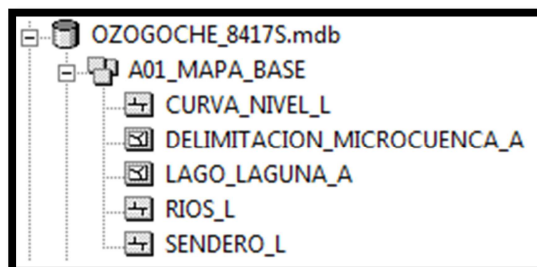 OZOGOCHE_8417S.mdb
A01_MAPA_BASE
CURVA_NIVEL_L
DELIMITACION_MICROCUENCA_A
LAGO_LAGUNA_A
RIOS_L
SENDERO_L